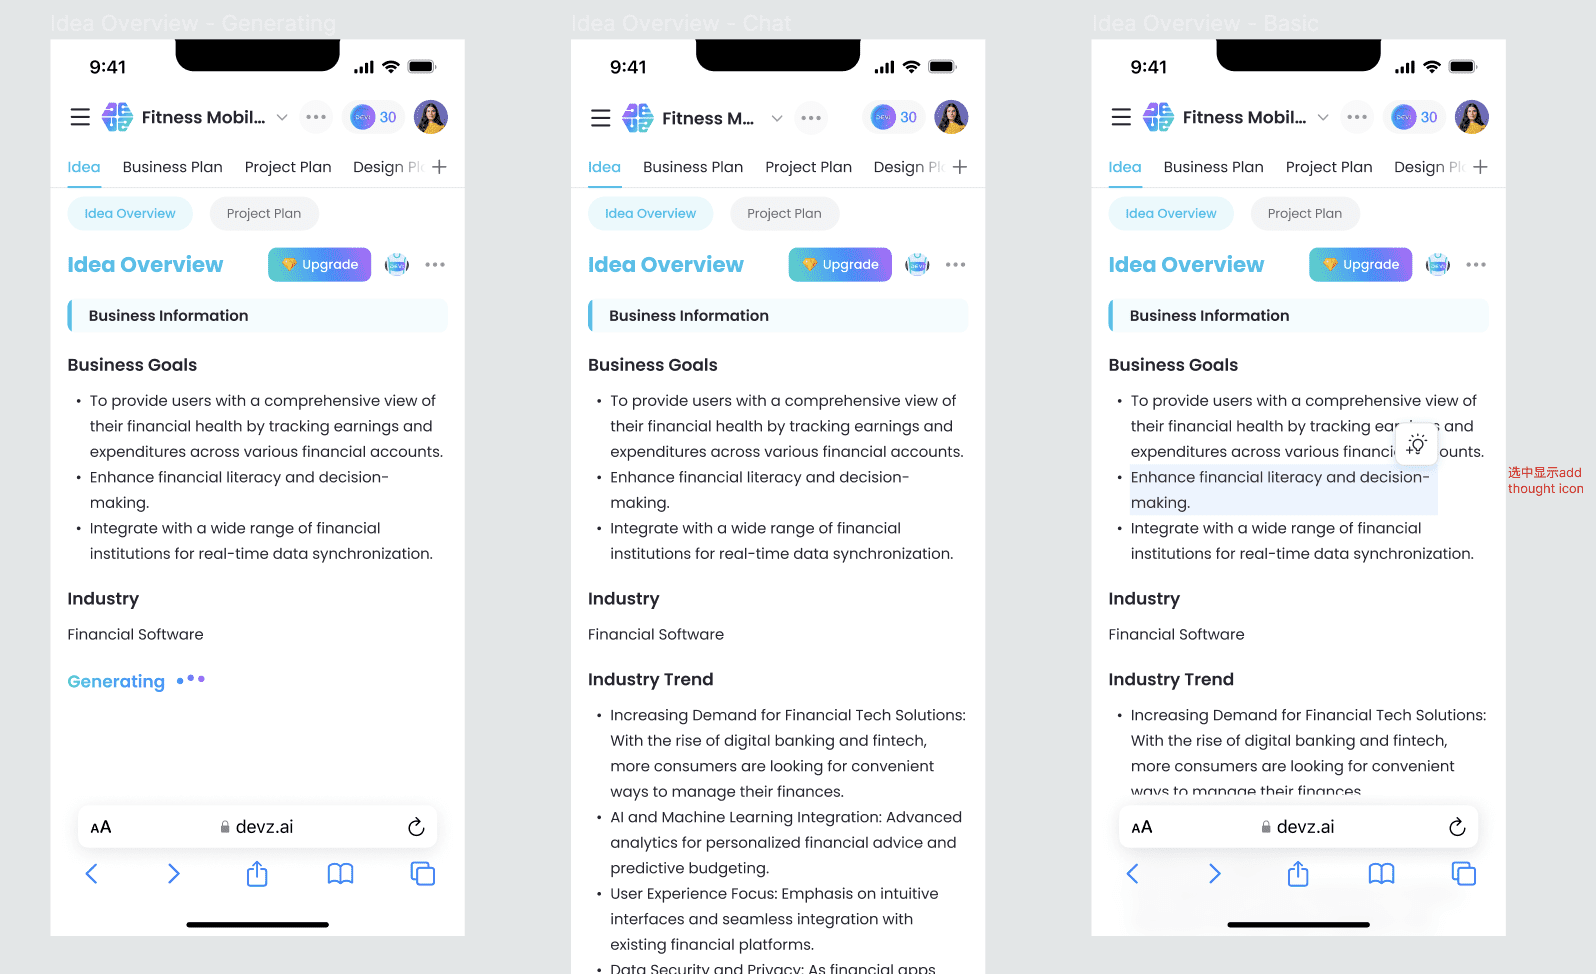 Idea Overview - Generating
9:41
Fitness Mobil...
DEVZ 30
Idea
Business Plan
Project Plan
Design Pl
Idea Overview
Project Plan
Idea Overview
Upgrade
Business Information
Business Goals
• To provide users with a comprehensive view of
their financial health by tracking earnings and
expenditures across various financial accounts.
• Enhance financial literacy and decision-
making.
• Integrate with a wide range of financial
institutions for real-time data synchronization.
Industry
Financial Software
Generating
AA
devz.ai
Idea Overview - Chat
9:41
Fitness M...
DEVZ 30
Idea
Business Plan
Project Plan
Design Pl
Idea Overview
Project Plan
Idea Overview
Upgrade
Business Information
Business Goals
• To provide users with a comprehensive view of
their financial health by tracking earnings and
expenditures across various financial accounts.
• Enhance financial literacy and decision-
making.
• Integrate with a wide range of financial
institutions for real-time data synchronization.
Industry
Financial Software
Industry Trend
• Increasing Demand for Financial Tech Solutions:
With the rise of digital banking and fintech,
more consumers are looking for convenient
ways to manage their finances.
• AI and Machine Learning Integration: Advanced
analytics for personalized financial advice and
predictive budgeting.
• User Experience Focus: Emphasis on intuitive
interfaces and seamless integration with
existing financial platforms.
• Data Security and Privacy: As financial apps
Idea Overview - Basic
9:41
Fitness Mobil...
DEVZ 30
Idea
Business Plan
Project Plan
Design Pl
Idea Overview
Project Plan
Idea Overview
Upgrade
Business Information
Business Goals
• To provide users with a comprehensive view of
their financial health by tracking ear s and
expenditures across various financi ounts.
• Enhance financial literacy and decision-
making.
• Integrate with a wide range of financial
institutions for real-time data synchronization.
Industry
Financial Software
Industry Trend
• Increasing Demand for Financial Tech Solutions:
With the rise of digital banking and fintech,
more consumers are looking for convenient
ways to manage their finances
AA
devz.ai
选中显示add
thought icon